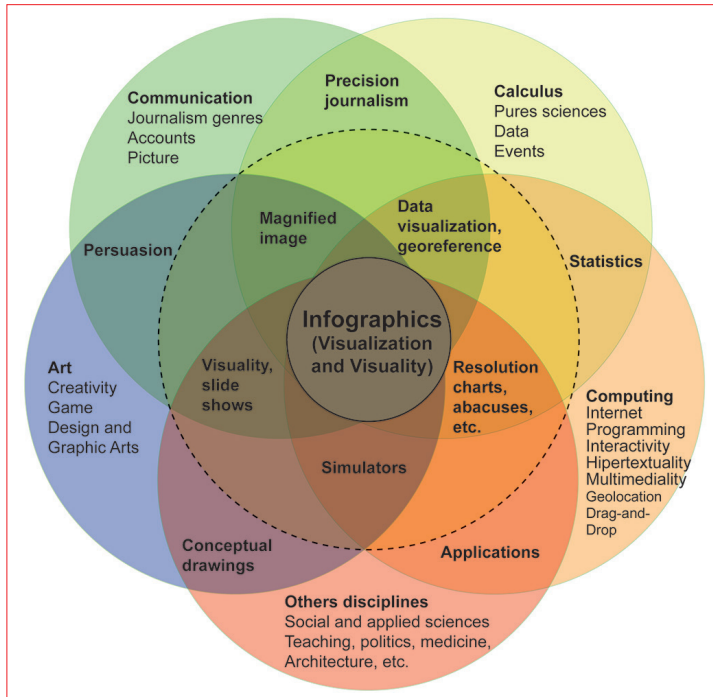 Precision
journalism
Communication
Journalism genres
Accounts
Picture
Calculus
Pures sciences
Data
Events
Magnified
image
Data
visualization,
georeference
Persuasion
Statistics
Infographics
(Visualization
and Visuality)
Art
Creativity
Game
Design and
Graphic Arts
Visuality,
slide
shows
Resolution
charts,
abacuses,
etc.
Computing
Internet
Programming
Interactivity
Hipertextuality
Multimediality
Geolocation
Drag-and-
Drop
Simulators
Conceptual
drawings
Applications
Others disciplines
Social and applied sciences
Teaching, politics, medicine,
Architecture, etc.